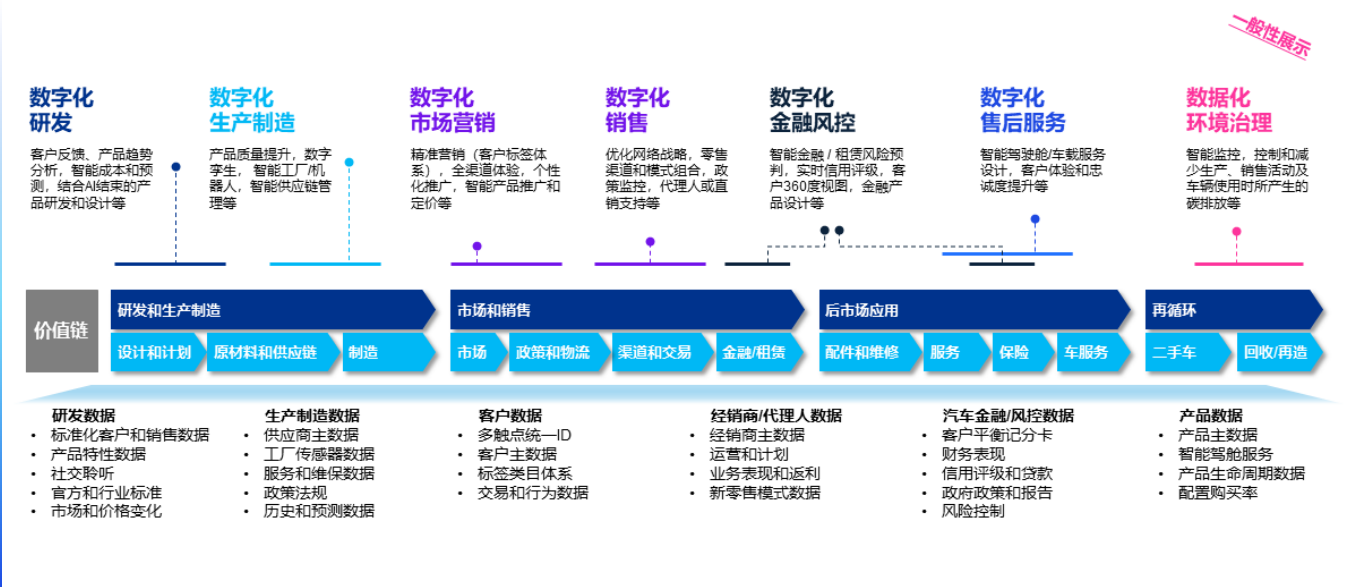 一般性展示
数字化
研发
客户反馈、产品趋势
分析，智能成本和预
测，结合AI结束的产
品研发和设计等
数字化
生产制造
产品质量提升，数字
孪生， 智能工厂/机
器人，智能供应链管
理等
数字化
市场营销
精准营销（客户标签体
系），全渠道体验，个性
化推广，智能产品推广和
定价等
数字化
销售
优化网络战略，零售
渠道和模式组合，政
策监控，代理人或直
销支持等
数字化
金融风控
智能金融 / 租赁风险预
判，实时信用评级，客
户360度视图，金融产
品设计等
数字化
售后服务
智能驾驶舱/车载服务
设计，客户体验和忠
诚度提升等
数据化
环境治理
智能监控，控制和减
少生产、销售活动及
车辆使用时所产生的
碳排放等
价值链
研发和生产制造
设计和计划
原材料和供应链
制造
市场和销售
市场
政策和物流
渠道和交易
金融/租赁
后市场应用
配件和维修
服务
保险
车服务
再循环
二手车
回收/再造
研发数据
• 标准化客户和销售数据
• 产品特性数据
• 社交聆听
• 官方和行业标准
• 市场和价格变化
生产制造数据
• 供应商主数据
• 工厂传感器数据
• 服务和维保数据
• 政策法规
• 历史和预测数据
客户数据
• 多触点统一ID
• 客户主数据
• 标签类目体系
• 交易和行为数据
经销商/代理人数据
• 经销商主数据
• 运营和计划
• 业务表现和返利
• 新零售模式数据
汽车金融/风控数据
• 客户平衡记分卡
• 财务表现
• 信用评级和贷款
• 政府政策和报告
• 风险控制
产品数据
• 产品主数据
• 智能驾舱服务
• 产品生命周期数据
• 配置购买率